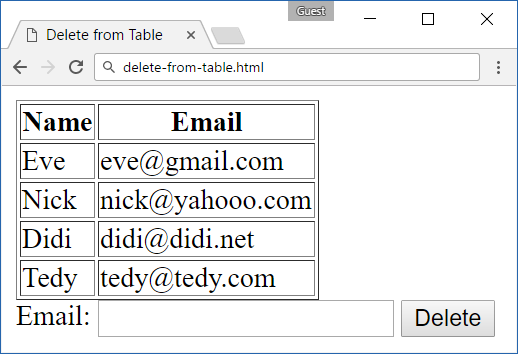 Guest
Delete from Table
delete-from-table.html
Name Email
Eve eve@gmail.com
Nick nick@yahooo.com
Didi didi@didi.net
Tedy tedy@tedy.com
Email: Delete